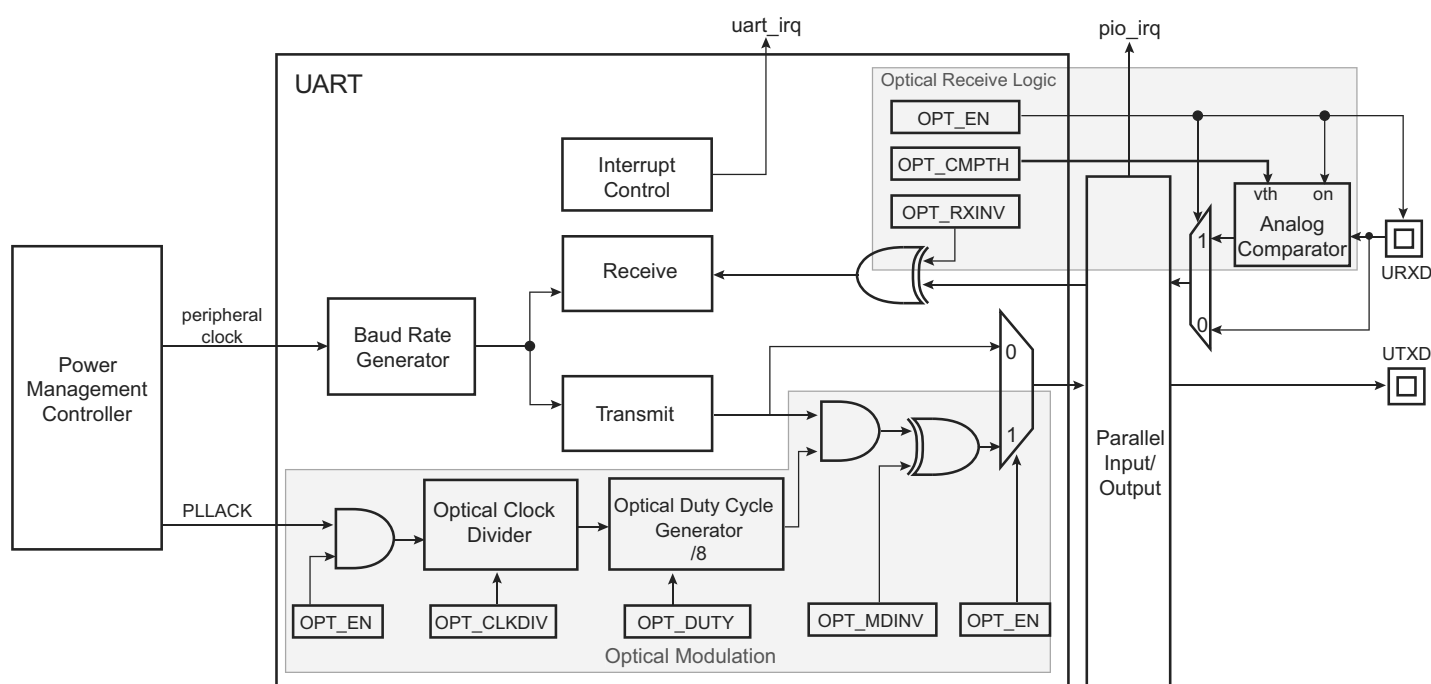 uart_irq
pio_irq
UART
Optical Receive Logic
OPT_EN
OPT_CMPTH
OPT_RXINV
Interrupt
Control
vth
on
Analog
Comparator
1
0
URXD
Receive
peripheral
clock
Baud Rate
Generator
Power
Management
Controller
0
1
UTXD
Transmit
Parallel
Input/
Output
PLLACK
Optical Clock
Divider
Optical Duty Cycle
Generator
/8
OPT_EN
OPT_CLKDIV
OPT_DUTY
OPT_MDINV
OPT_EN
Optical Modulation